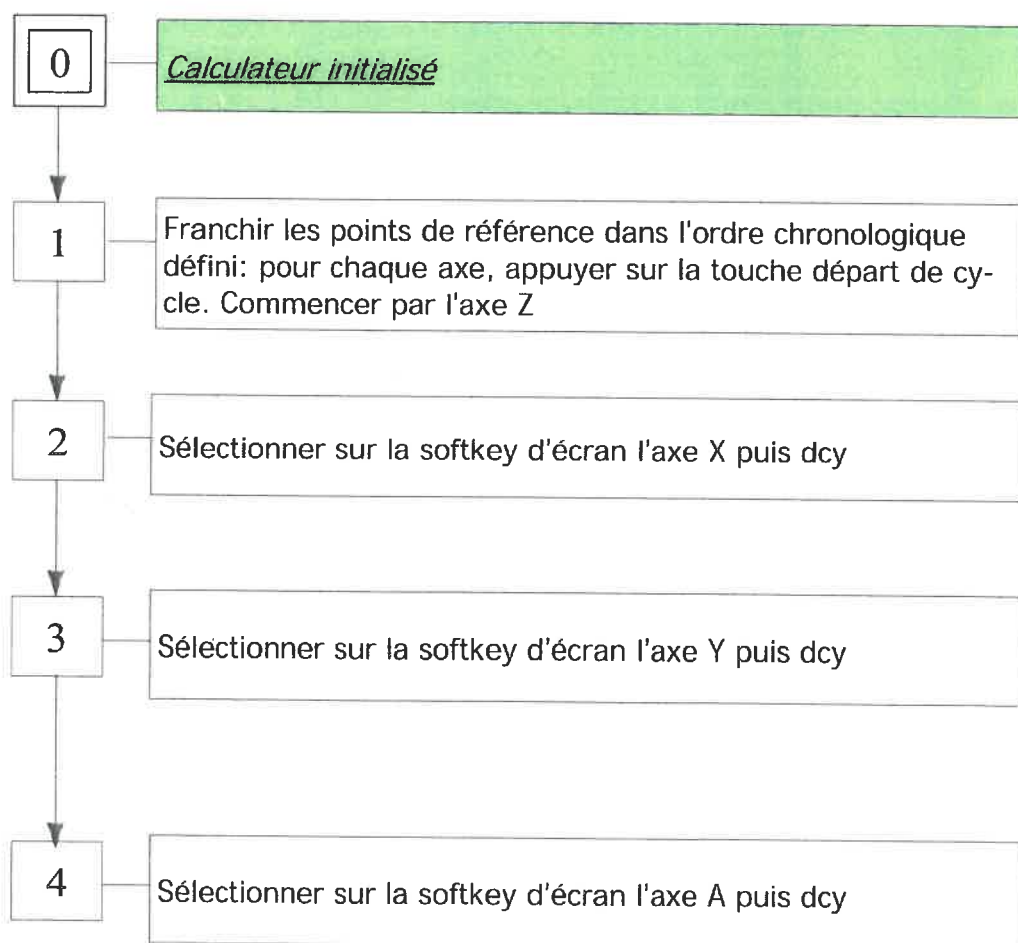 0
Calculateur initialisé
1
Franchir les points de référence dans l'ordre chronologique
défini: pour chaque axe, appuyer sur la touche départ de cy-
cle. Commencer par l'axe Z
2
Sélectionner sur la softkey d'écran l'axe X puis dcy
3
Sélectionner sur la softkey d'écran l'axe Y puis dcy
4
Sélectionner sur la softkey d'écran l'axe A puis dcy